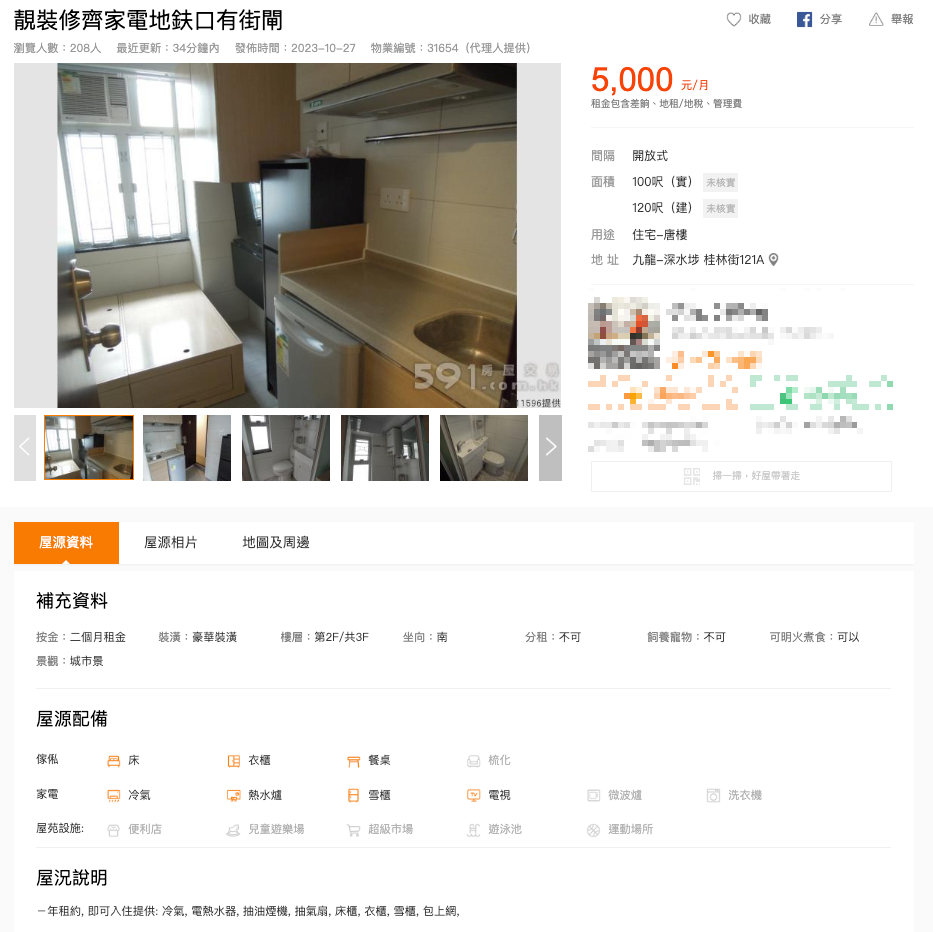 靚裝修齊家電地鈇口有街閘
收藏 分享 舉報
瀏覽人數：208人 最近更新：34分鐘內 發佈時間：2023-10-27 物業編號：31654（代理人提供）
5,000 元/月
租金包含差餉、地租/地稅、管理費
間隔 開放式
面積 100呎（實） 未核實
120呎（建） 未核實
用途 住宅-唐樓
地 址 九龍-深水埗 桂林街121A
591房屋交易
.com.hk
11596提供
掃一掃，好屋帶著走
屋源資料 屋源相片 地圖及周邊
補充資料
按金：二個月租金 裝潢：豪華裝潢 樓層：第2F/共3F 坐向：南 分租：不可 飼養寵物：不可 可明火煮食：可以
景觀：城市景
屋源配備
傢俬 床 衣櫃 餐桌 梳化
家電 冷氣 熱水爐 雪櫃 電視 微波爐 洗衣機
屋苑設施: 便利店 兒童遊樂場 超級市場 遊泳池 運動場所
屋況說明
一年租約, 即可入住提供: 冷氣, 電熱水器, 抽油煙機, 抽氣扇, 床櫃, 衣櫃, 雪櫃, 包上網,